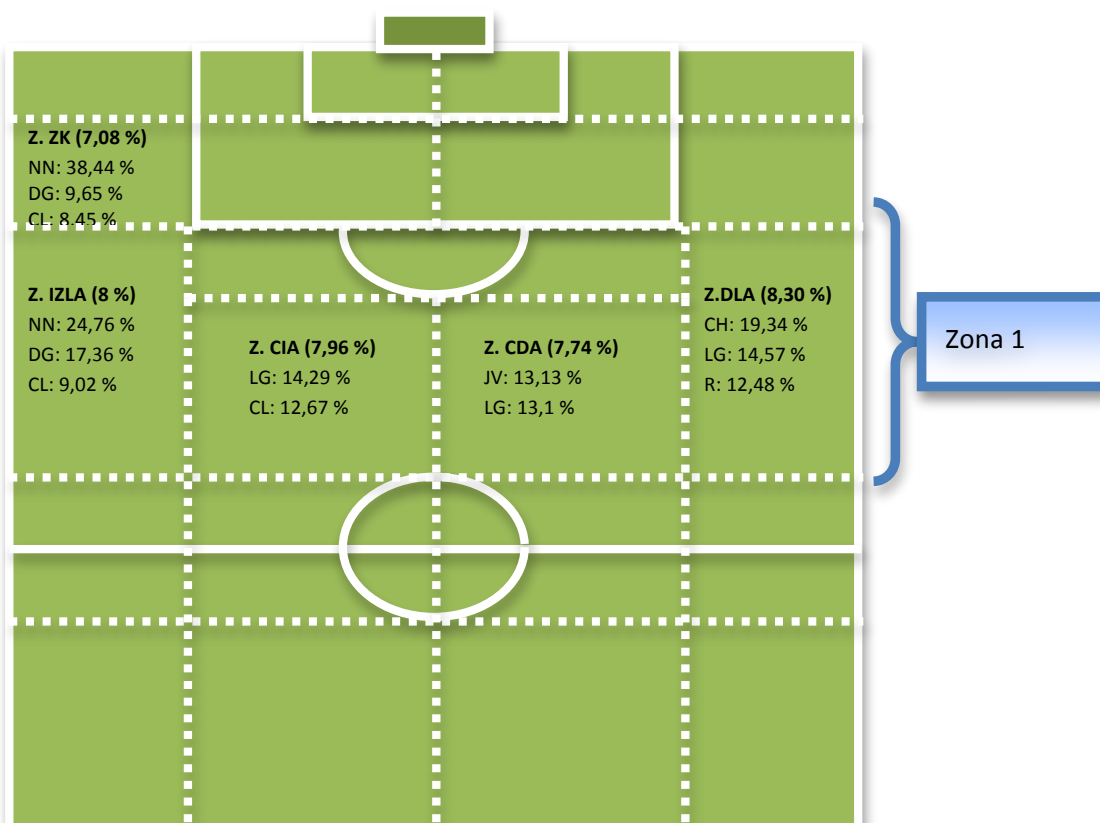 Z. ZK (7,08 %)
NN: 38,44 %
DG: 9,65 %
CL: 8,45 %
Z. IZLA (8 %)
NN: 24,76 %
DG: 17,36 %
CL: 9,02 %
Z. CIA (7,96 %)
LG: 14,29 %
CL: 12,67 %
Z. CDA (7,74 %)
JV: 13,13 %
LG: 13,1 %
Z.DLA (8,30 %)
CH: 19,34 %
LG: 14,57 %
R: 12,48 %
Zona 1